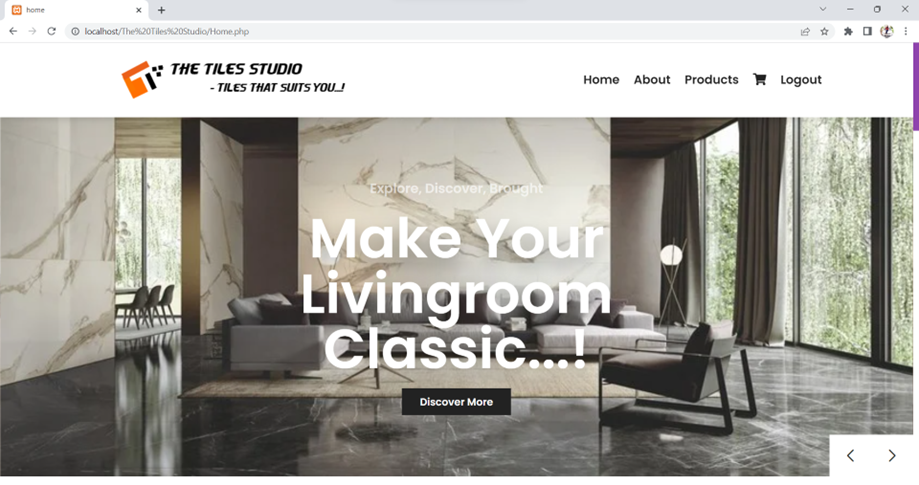 home
localhost/The%20Tiles%20Studio/Home.php
THE TILES STUDIO
- TILES THAT SUITS YOU...!
Home About Products Logout
Explore, Discover, Brought
Make Your
Livingroom
Classic...!
Discover More